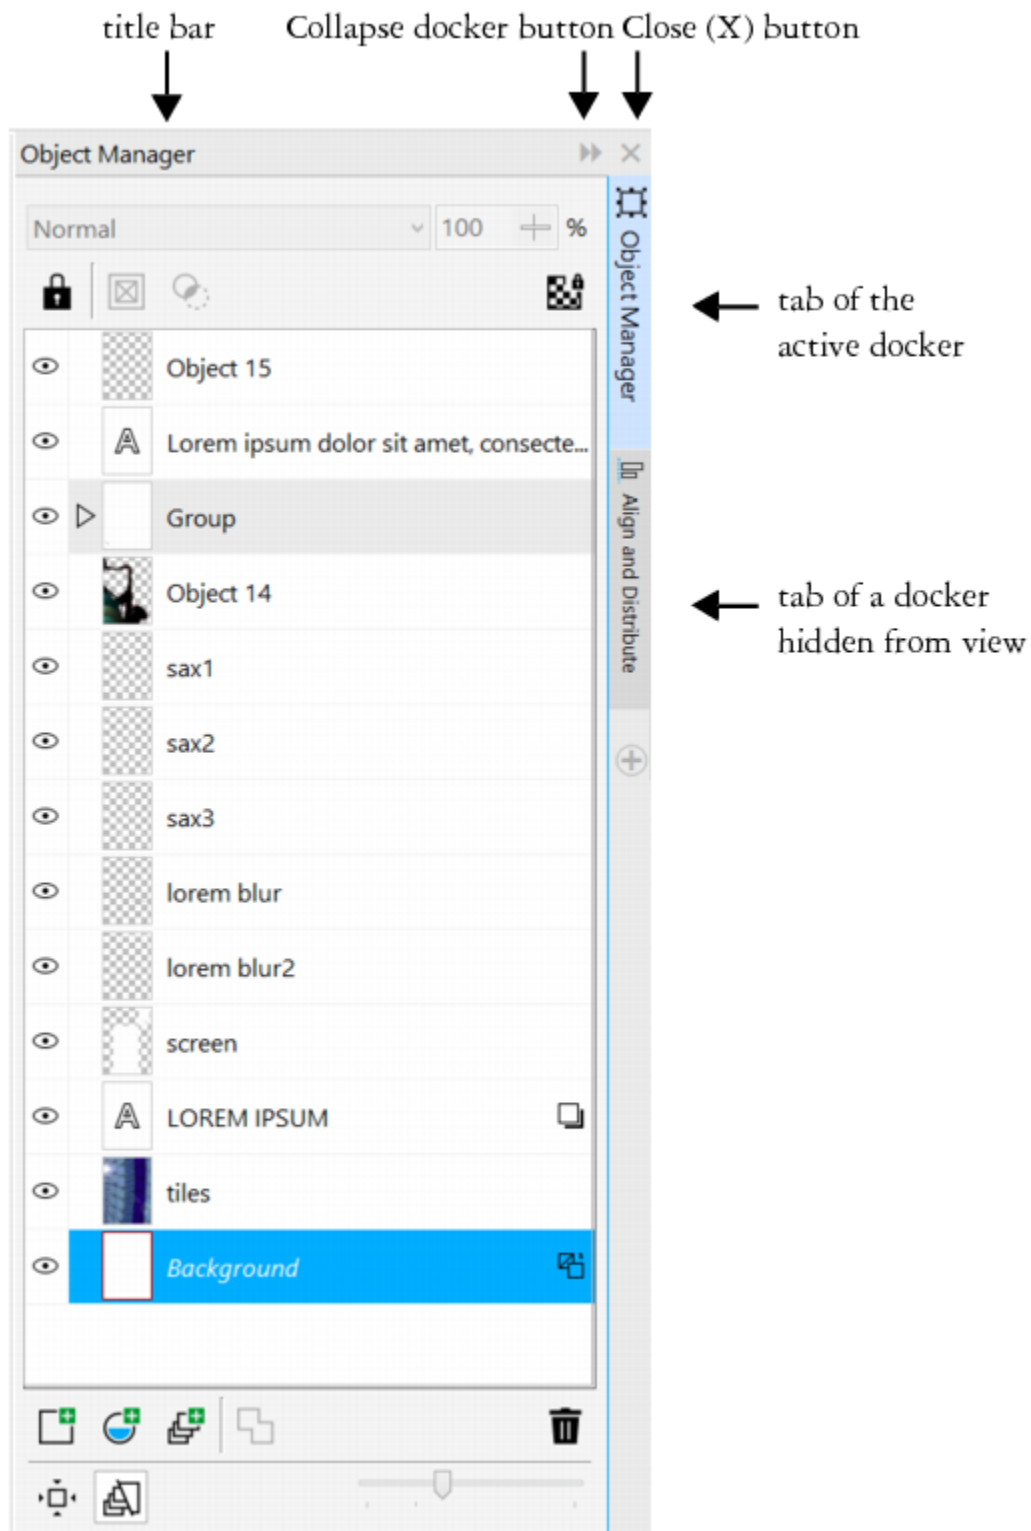 title bar
Collapse docker button Close (X) button
Object Manager
Normal
100 %
Object Manager
tab of the
active docker
Object 15
Lorem ipsum dolor sit amet, consecte...
Group
Align and Distribute
Object 14
tab of a docker
hidden from view
sax1
sax2
sax3
lorem blur
lorem blur2
screen
LOREM IPSUM
tiles
Background